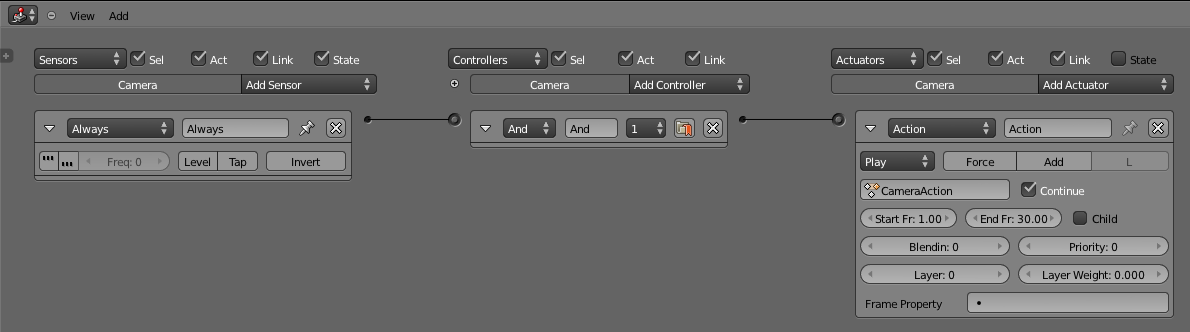 View Add
Sensors Sel Act Link State Controllers Sel Act Link Actuators Sel Act Link State
Camera Add Sensor Camera Add Controller Camera Add Actuator
Always Always And And 1 Action Action
Freq: 0 Level Tap Invert Play Force Add L
CameraAction Continue
Start Fr: 1.00 End Fr: 30.00 Child
Blendin: 0 Priority: 0
Layer: 0 Layer Weight: 0.000
Frame Property